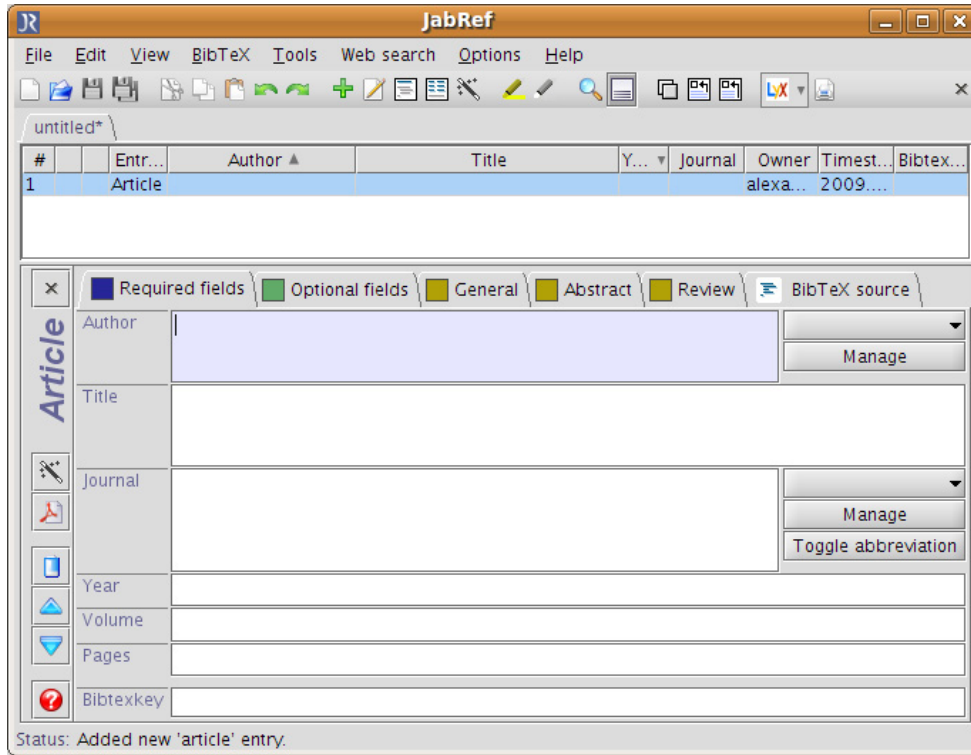 JabRef
File Edit View BibTeX Tools Web search Options Help
LyX
untitled*
# Entr... Author Title Y... Journal Owner Timest... Bibtex...
1 Article alexa... 2009....
Required fields Optional fields General Abstract Review BibTeX source
Article
Author
Manage
Title
Journal
Manage
Toggle abbreviation
Year
Volume
Pages
Bibtexkey
Status: Added new 'article' entry.